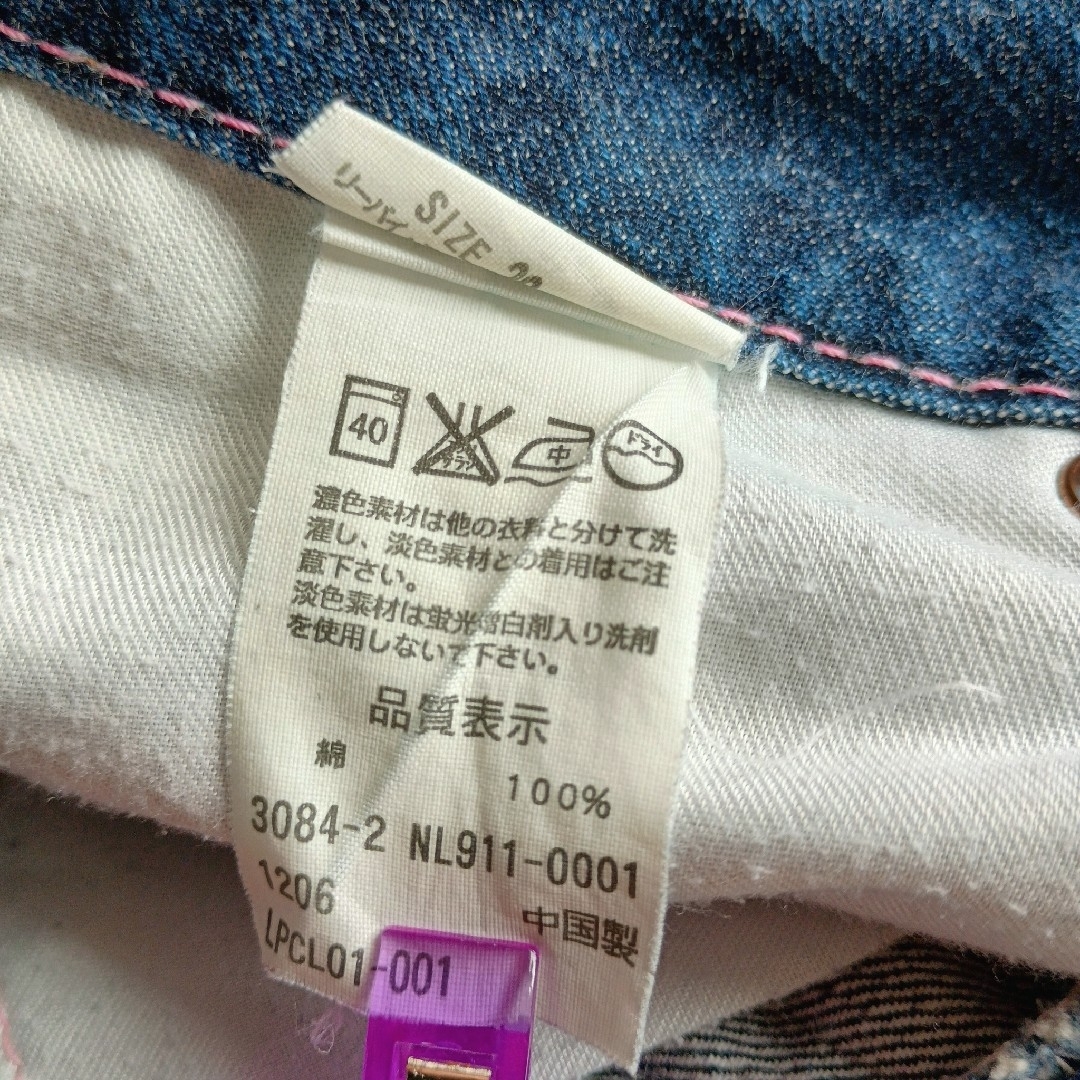 SIZE
リーバイ
40
中
ドライ
濃色素材は他の衣料と分けて洗
濯し、淡色素材との着用はご注
意下さい。
淡色素材は蛍光増白剤入り洗剤
を使用しないで下さい。
品質表示
綿
100%
3084-2 NL911-0001
1206
中国製
LPCL01-001